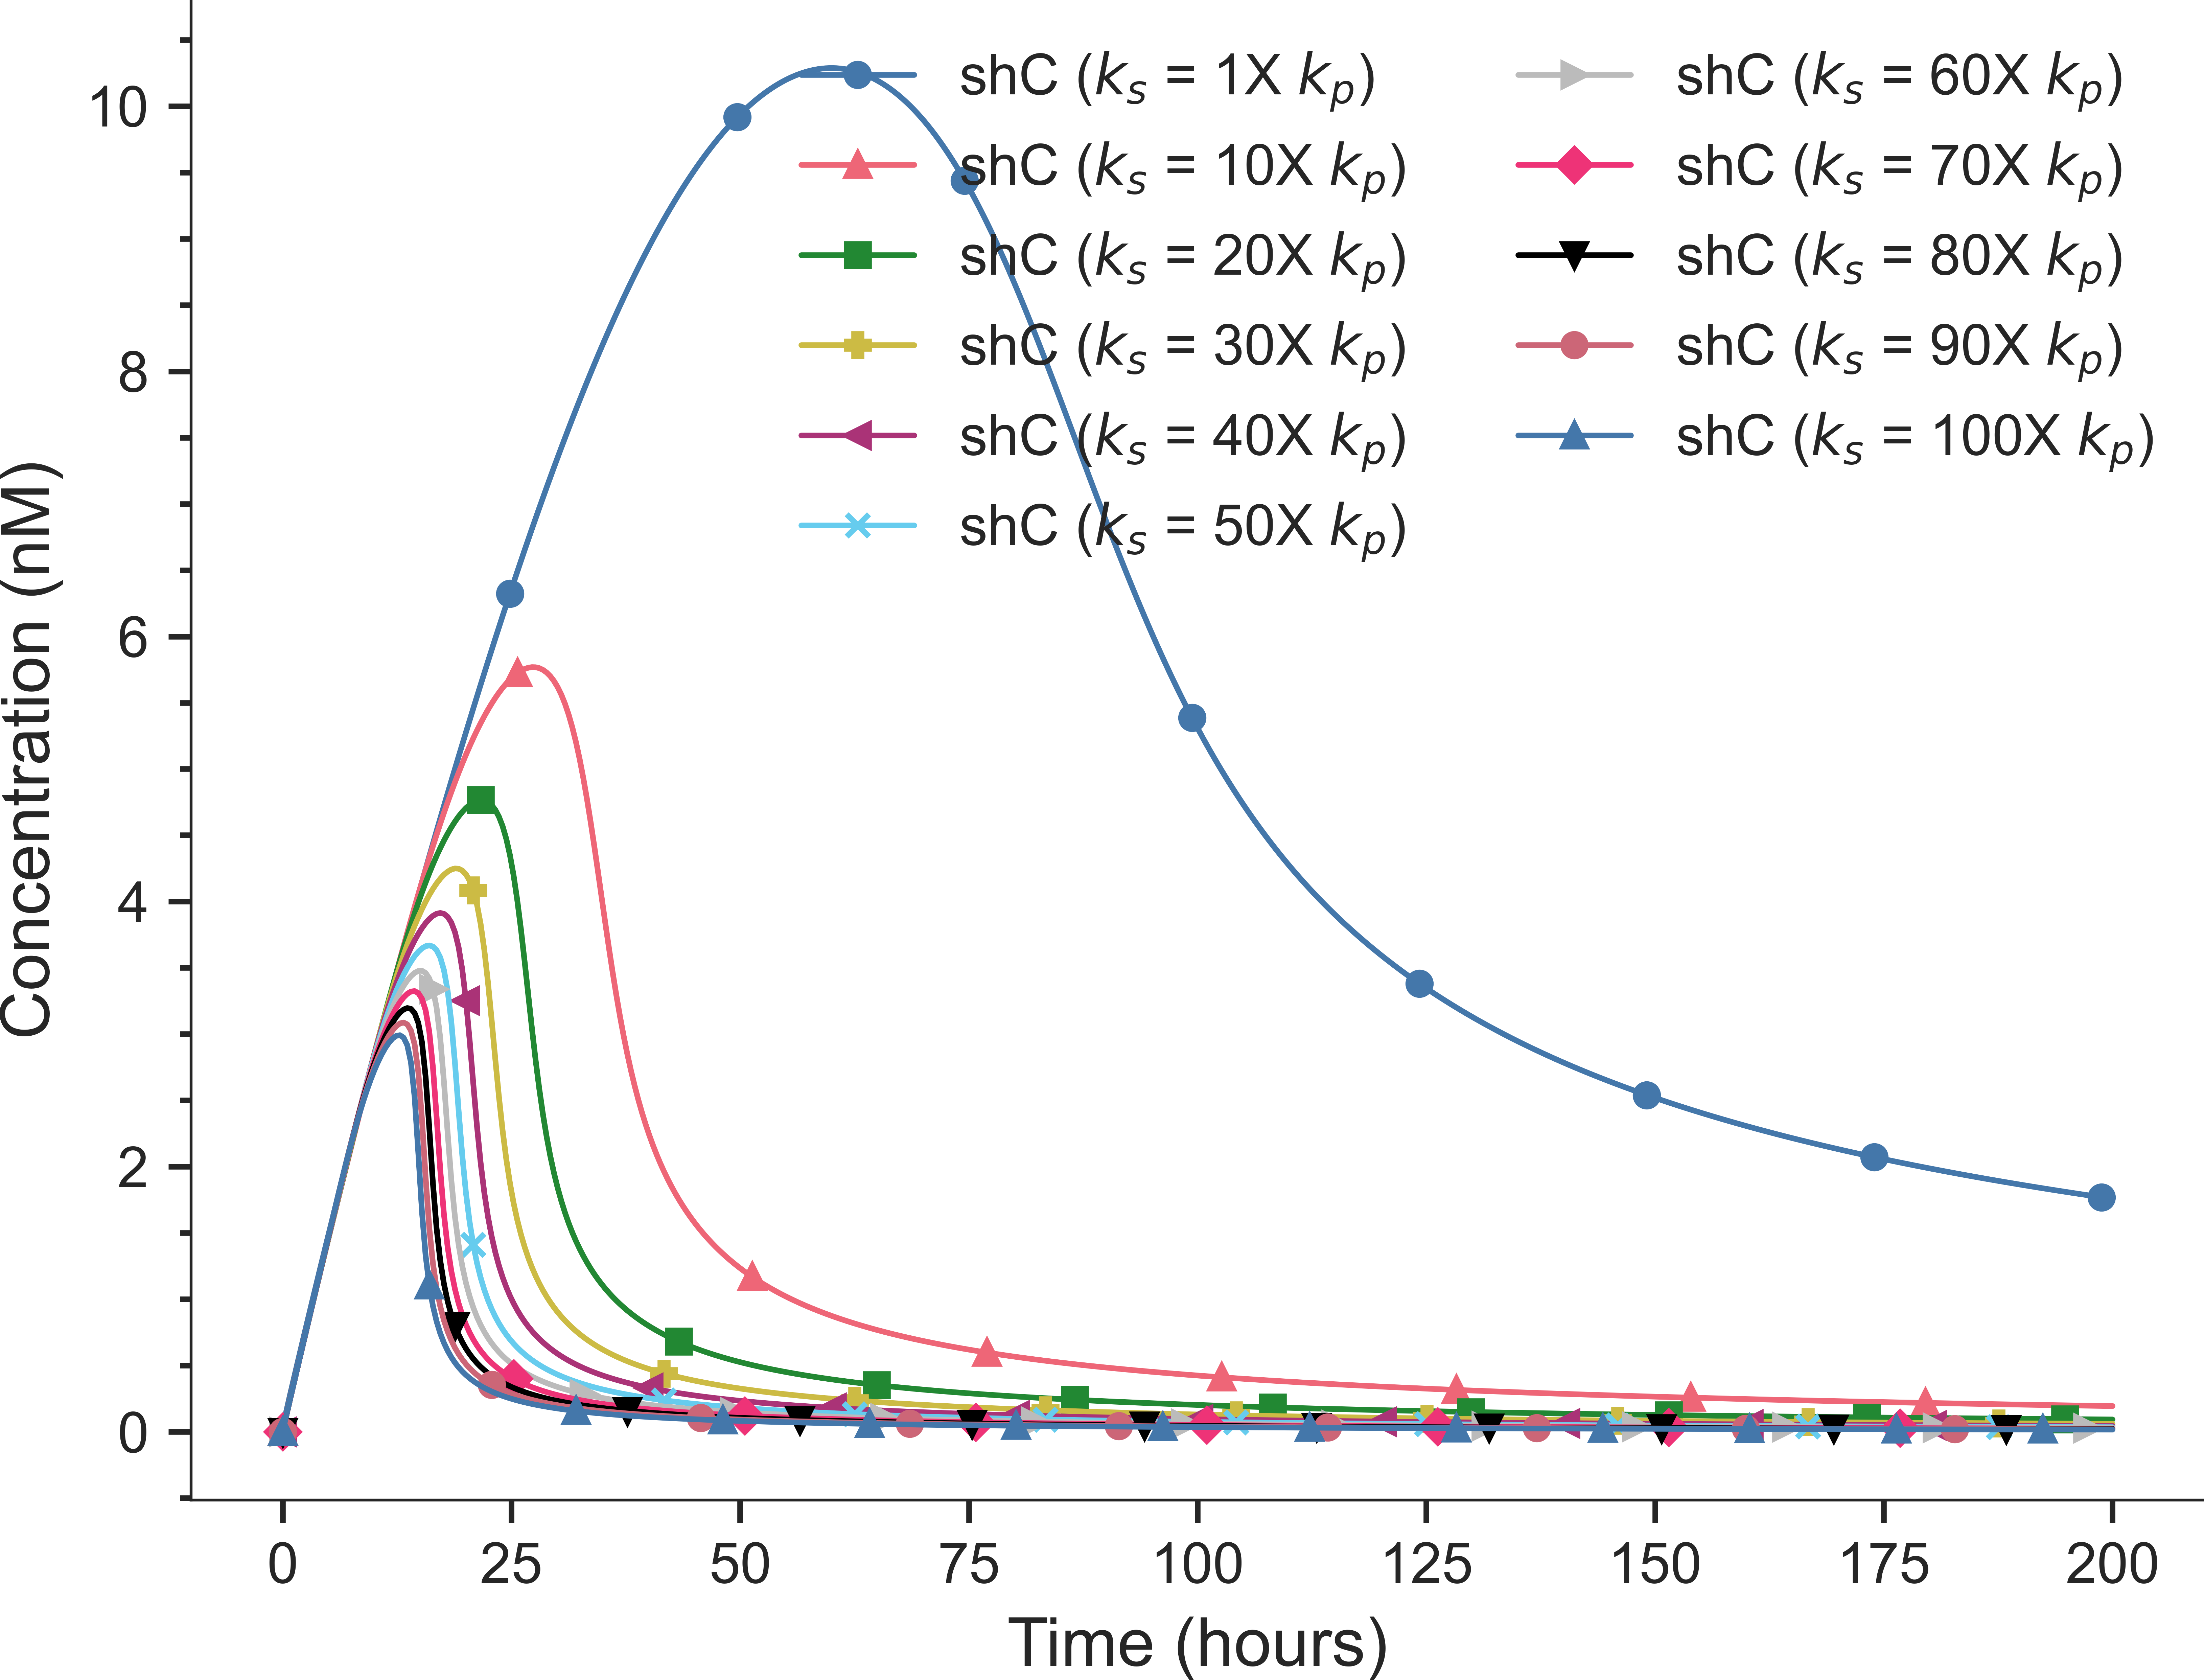 Concentration (nM)
10
8
6
4
2
0
shC (kₛ = 1X kₚ)
shC (kₛ = 10X kₚ)
shC (kₛ = 20X kₚ)
shC (kₛ = 30X kₚ)
shC (kₛ = 40X kₚ)
shC (kₛ = 50X kₚ)
shC (kₛ = 60X kₚ)
shC (kₛ = 70X kₚ)
shC (kₛ = 80X kₚ)
shC (kₛ = 90X kₚ)
shC (kₛ = 100X kₚ)
0 25 50 75 100 125 150 175 200
Time (hours)